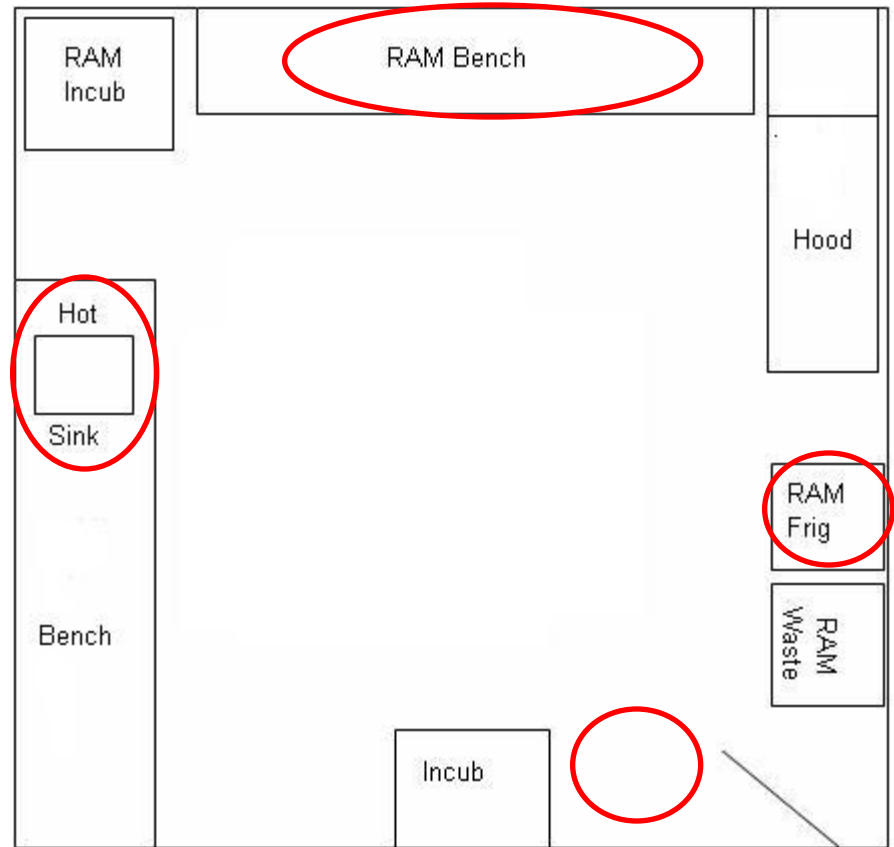 RAM
Incub
RAM Bench
Hood
Hot
Sink
RAM
Frig
RAM
Waste
Bench
Incub